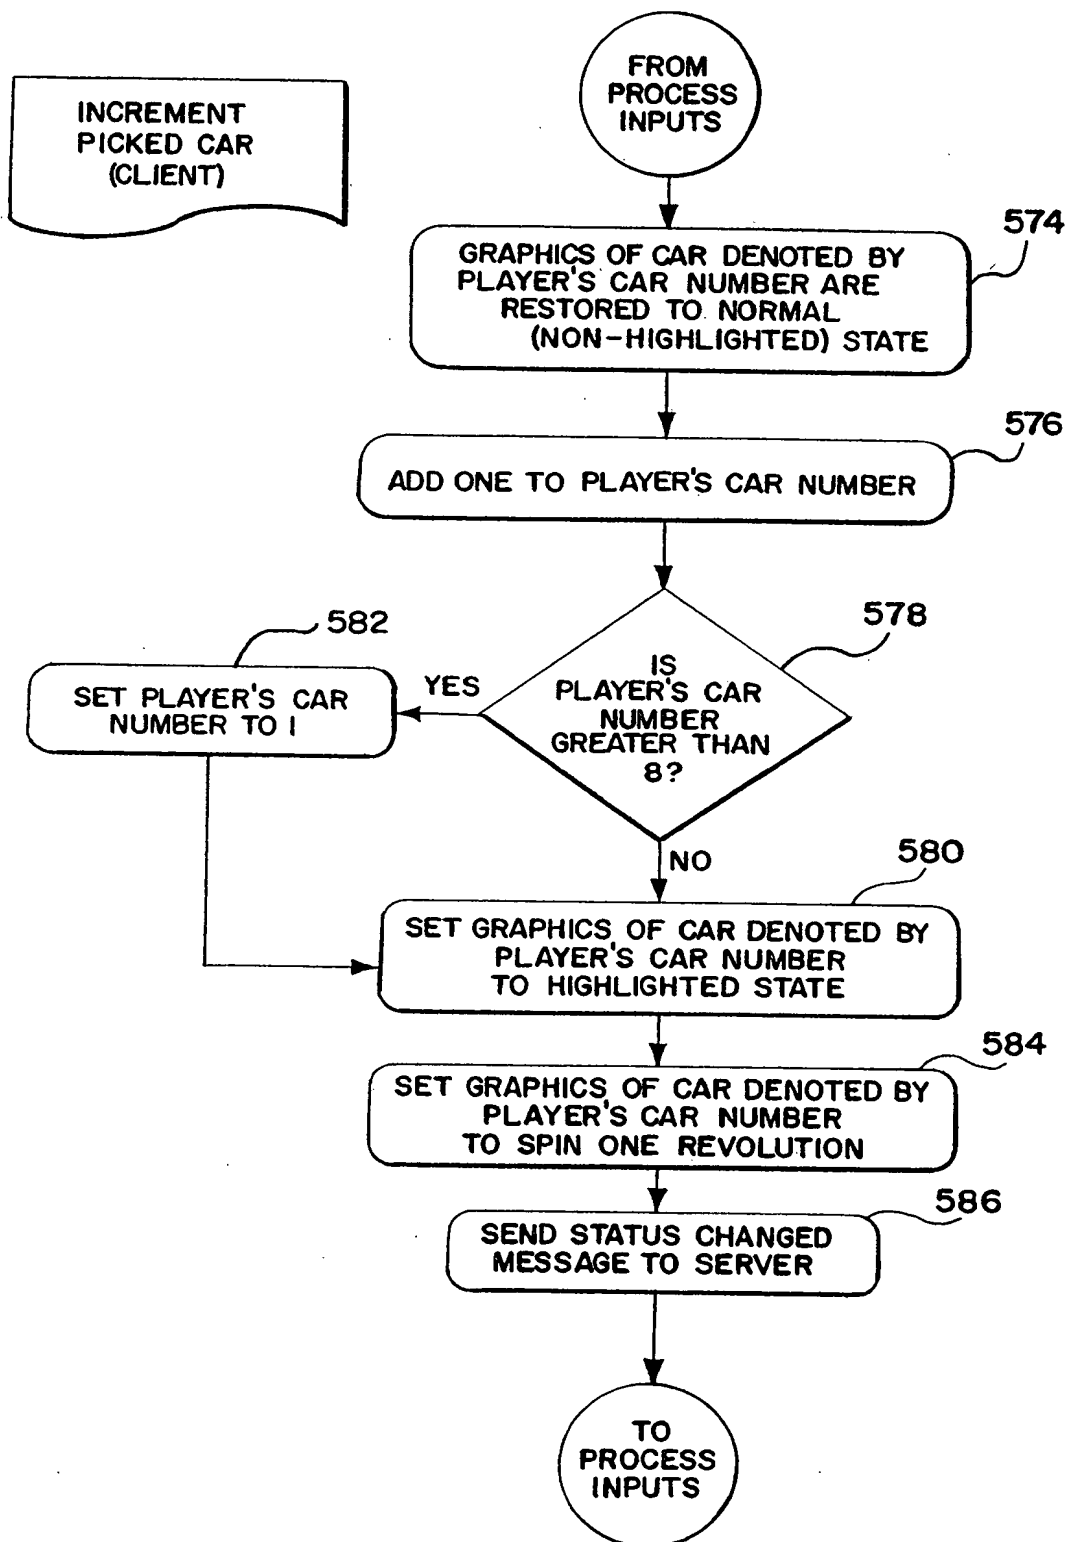 FROM
PROCESS
INPUTS
INCREMENT
PICKED CAR
(CLIENT)
574
GRAPHICS OF CAR DENOTED BY
PLAYER'S CAR NUMBER ARE
RESTORED TO NORMAL
(NON-HIGHLIGHTED) STATE
576
ADD ONE TO PLAYER'S CAR NUMBER
578
IS
PLAYER'S CAR
NUMBER
GREATER THAN
8?
YES
582
SET PLAYER'S CAR
NUMBER TO 1
NO
580
SET GRAPHICS OF CAR DENOTED BY
PLAYER'S CAR NUMBER
TO HIGHLIGHTED STATE
584
SET GRAPHICS OF CAR DENOTED BY
PLAYER'S CAR NUMBER
TO SPIN ONE REVOLUTION
586
SEND STATUS CHANGED
MESSAGE TO SERVER
TO
PROCESS
INPUTS